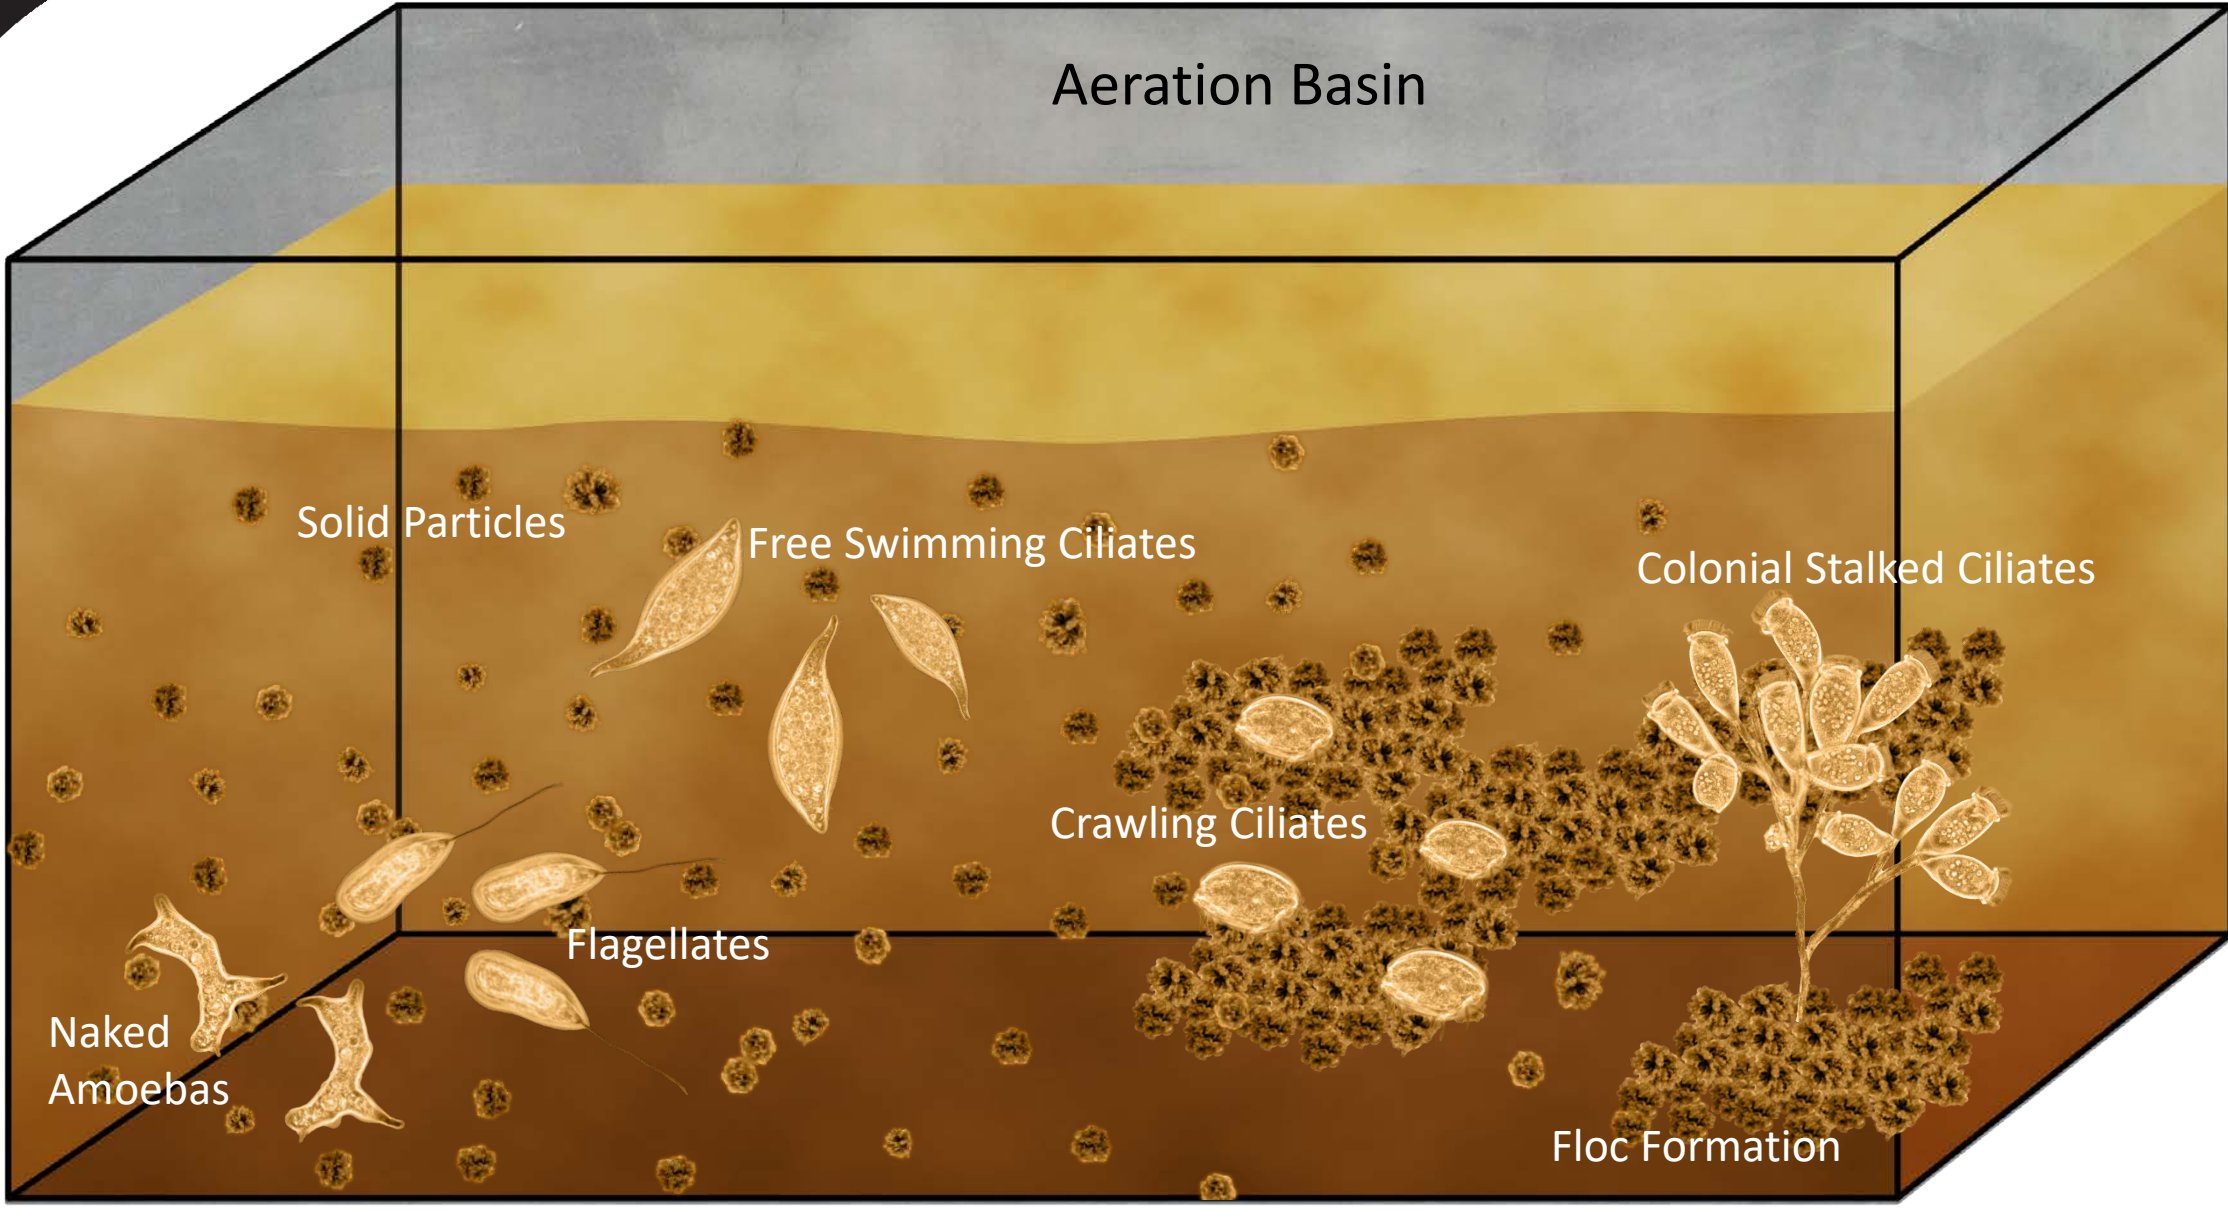 Aeration Basin
Solid Particles
Free Swimming Ciliates
Colonial Stalked Ciliates
Crawling Ciliates
Flagellates
Naked
Amoebas
Floc Formation